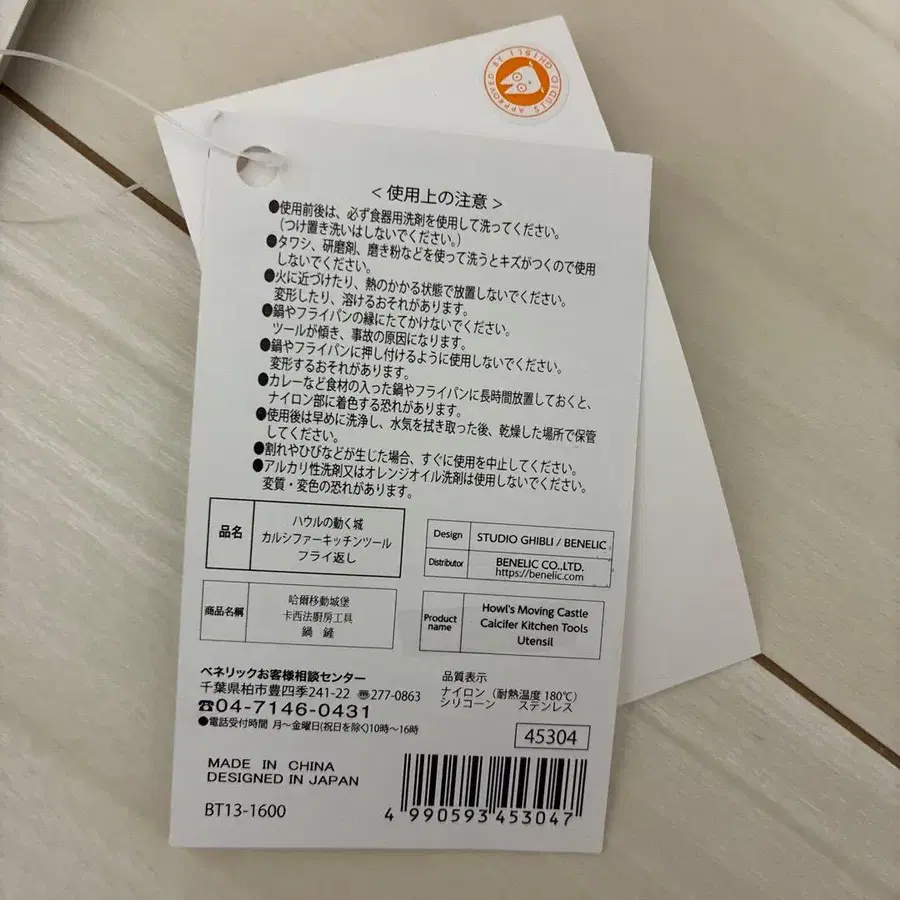 APPROVED BY STUDIO GHIBLI
<使用上の注意>
●使用前後は、必ず食器用洗剤を使用して洗ってください。
(つけ置き洗いはしないでください。)
●タワシ、研磨剤、磨き粉などを使って洗うとキズがつくので使用
しないでください。
●火に近づけたり、熱のかかる状態で放置しないでください。
変形したり、溶けるおそれがあります。
●鍋やフライパンの縁にたてかけないでください。
ツールが傾き、事故の原因になります。
●鍋やフライパンに押し付けるように使用しないでください。
変形するおそれがあります。
●カレーなど食材の入った鍋やフライパンに長時間放置しておくと、
ナイロン部に着色する恐れがあります。
●使用後は早めに洗浄し、水気を拭き取った後、乾燥した場所で保管
してください。
●割れやひびなどが生じた場合、すぐに使用を中止してください。
●アルカリ性洗剤又はオレンジオイル洗剤は使用しないでください。
変質・変色の恐れがあります。
品名
ハウルの動く城
カルシファーキッチンツール
フライ返し
Design
STUDIO GHIBLI / BENELIC
Distributor
BENELIC CO.,LTD.
https://benelic.com
商品名稱
哈爾移動城堡
卡西法廚房工具
鍋 鏟
Product name
Howl's Moving Castle
Calcifer Kitchen Tools
Utensil
ベネリックお客様相談センター
千葉県柏市豊四季241-22 〠277-0863
☎04-7146-0431
●電話受付時間 月~金曜日(祝日を除く)10時~16時
品質表示
ナイロン (耐熱温度 180℃)
シリコーン ステンレス
45304
MADE IN CHINA
DESIGNED IN JAPAN
BT13-1600
4 990593 453047